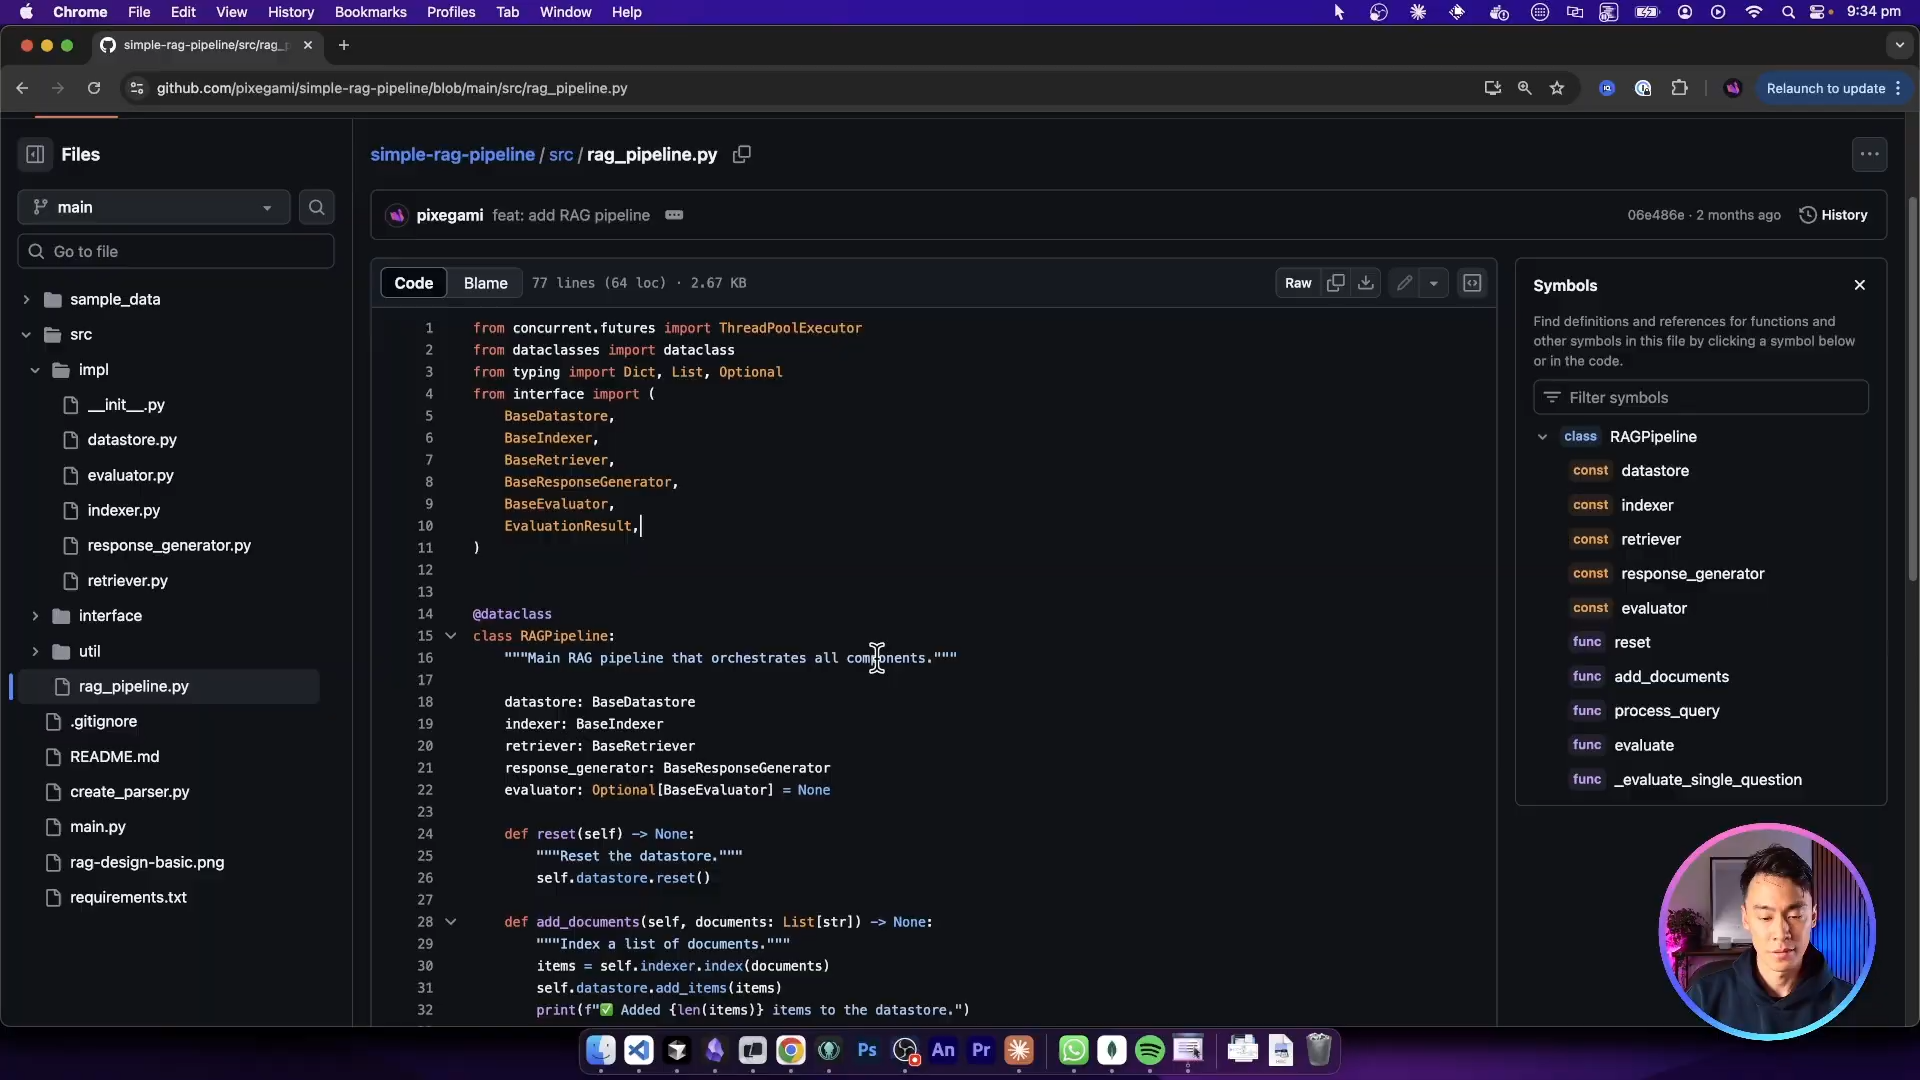 Chrome File Edit View History Bookmarks Profiles Tab Window Help 9:34 pm
simple-rag-pipeline/src/rag_p
github.com/pixegami/simple-rag-pipeline/blob/main/src/rag_pipeline.py Relaunch to update
Files
main
Go to file
sample_data
src
impl
__init__.py
datastore.py
evaluator.py
indexer.py
response_generator.py
retriever.py
interface
util
rag_pipeline.py
.gitignore
README.md
create_parser.py
main.py
rag-design-basic.png
requirements.txt
simple-rag-pipeline / src / rag_pipeline.py
pixegami feat: add RAG pipeline 06e486e · 2 months ago History
Code Blame 77 lines (64 loc) · 2.67 KB Raw
1 from concurrent.futures import ThreadPoolExecutor
2 from dataclasses import dataclass
3 from typing import Dict, List, Optional
4 from interface import (
5 BaseDatastore,
6 BaseIndexer,
7 BaseRetriever,
8 BaseResponseGenerator,
9 BaseEvaluator,
10 EvaluationResult,
11 )
12
13
14 @dataclass
15 class RAGPipeline:
16 """Main RAG pipeline that orchestrates all components."""
17
18 datastore: BaseDatastore
19 indexer: BaseIndexer
20 retriever: BaseRetriever
21 response_generator: BaseResponseGenerator
22 evaluator: Optional[BaseEvaluator] = None
23
24 def reset(self) -> None:
25 """Reset the datastore."""
26 self.datastore.reset()
27
28 def add_documents(self, documents: List[str]) -> None:
29 """Index a list of documents."""
30 items = self.indexer.index(documents)
31 self.datastore.add_items(items)
32 print(f"✅ Added {len(items)} items to the datastore.")
Symbols
Find definitions and references for functions and
other symbols in this file by clicking a symbol below
or in the code.
Filter symbols
class RAGPipeline
const datastore
const indexer
const retriever
const response_generator
const evaluator
func reset
func add_documents
func process_query
func evaluate
func _evaluate_single_question
Ps An Pr